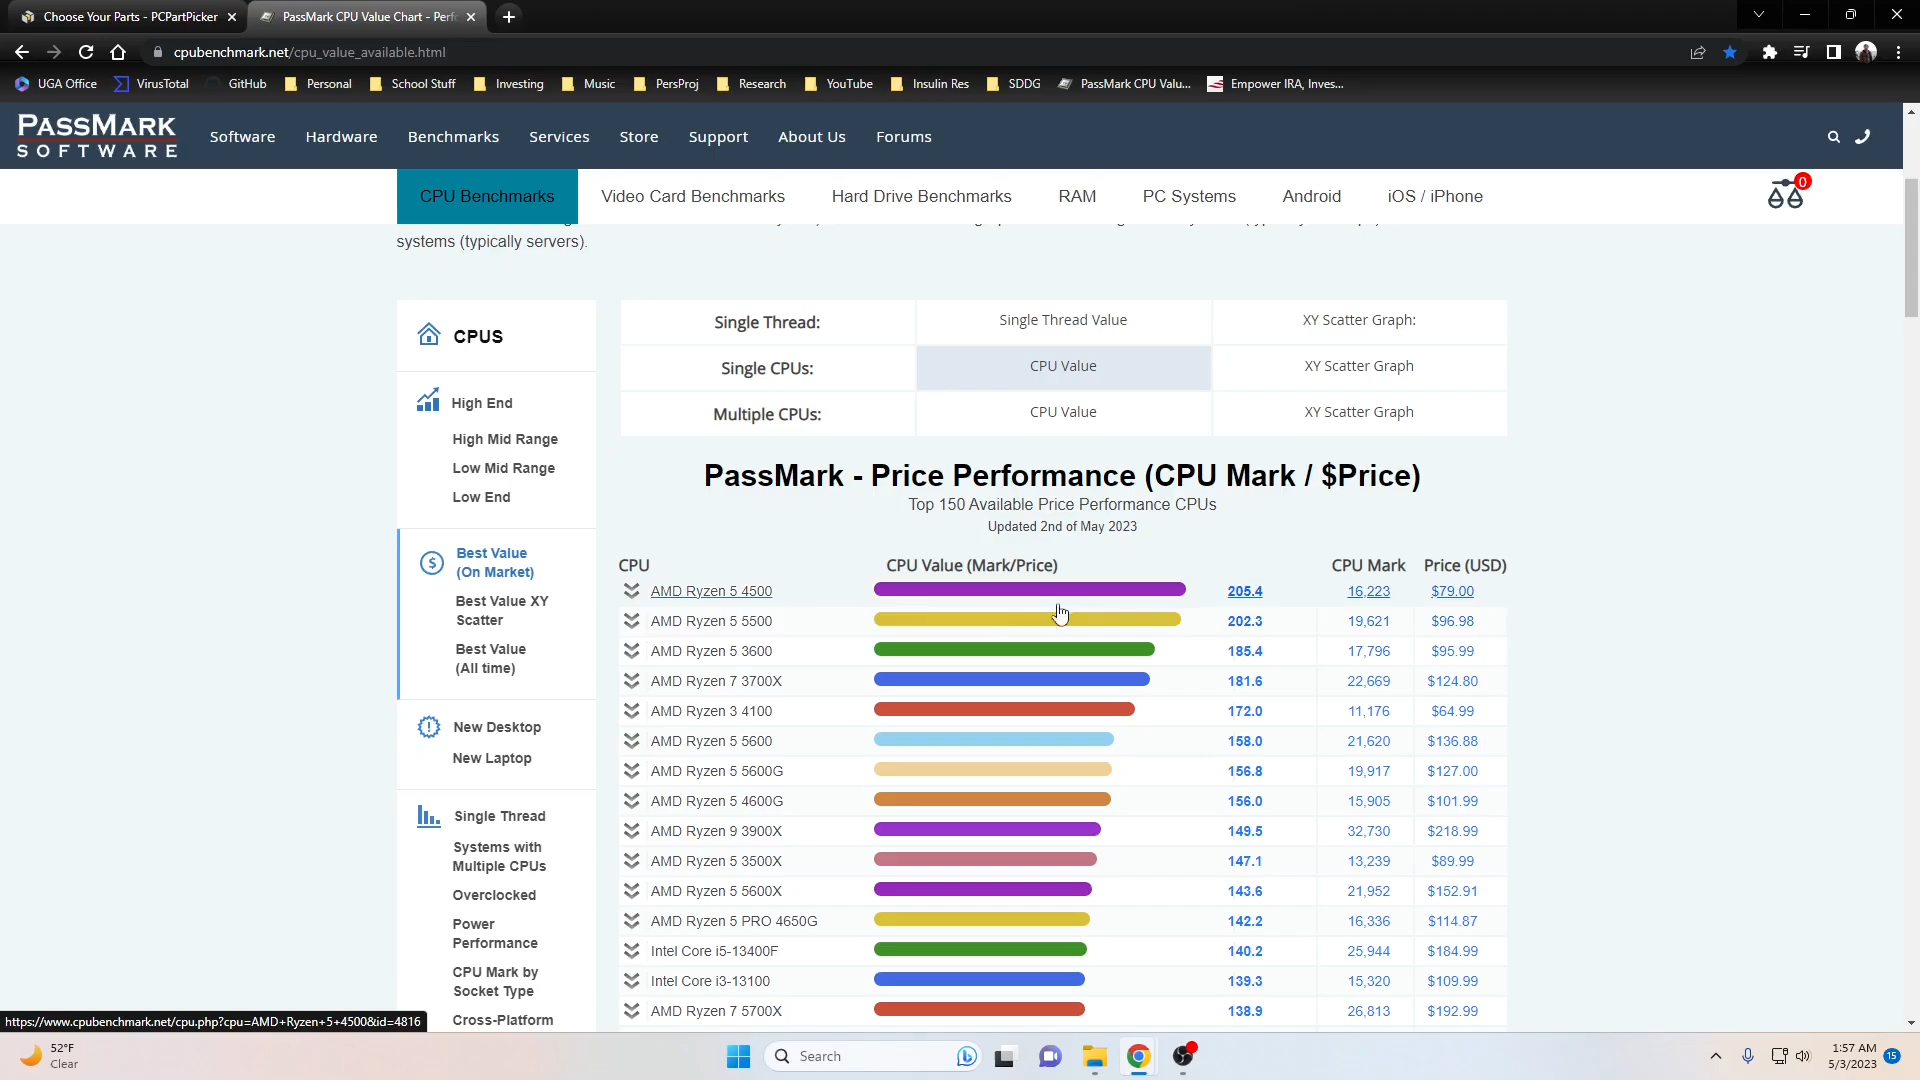 Choose Your Parts - PCPartPicker
PassMark CPU Value Chart - Perfo
cpubenchmark.net/cpu_value_available.html
UGA Office
VirusTotal
GitHub
Personal
School Stuff
Investing
Music
PersProj
Research
YouTube
Insulin Res
SDDG
PassMark CPU Valu...
Empower IRA, Inves...
PASSMARK
SOFTWARE
Software
Hardware
Benchmarks
Services
Store
Support
About Us
Forums
CPU Benchmarks
Video Card Benchmarks
Hard Drive Benchmarks
RAM
PC Systems
Android
iOS / iPhone
0
systems (typically servers).
CPUS
High End
High Mid Range
Low Mid Range
Low End
Best Value
(On Market)
Best Value XY
Scatter
Best Value
(All time)
New Desktop
New Laptop
Single Thread
Systems with
Multiple CPUs
Overclocked
Power
Performance
CPU Mark by
Socket Type
Cross-Platform
Single Thread: Single Thread Value XY Scatter Graph:
Single CPUs: CPU Value XY Scatter Graph
Multiple CPUs: CPU Value XY Scatter Graph
PassMark - Price Performance (CPU Mark / $Price)
Top 150 Available Price Performance CPUs
Updated 2nd of May 2023
CPU CPU Value (Mark/Price) CPU Mark Price (USD)
AMD Ryzen 5 4500 205.4 16,223 $79.00
AMD Ryzen 5 5500 202.3 19,621 $96.98
AMD Ryzen 5 3600 185.4 17,796 $95.99
AMD Ryzen 7 3700X 181.6 22,669 $124.80
AMD Ryzen 3 4100 172.0 11,176 $64.99
AMD Ryzen 5 5600 158.0 21,620 $136.88
AMD Ryzen 5 5600G 156.8 19,917 $127.00
AMD Ryzen 5 4600G 156.0 15,905 $101.99
AMD Ryzen 9 3900X 149.5 32,730 $218.99
AMD Ryzen 5 3500X 147.1 13,239 $89.99
AMD Ryzen 5 5600X 143.6 21,952 $152.91
AMD Ryzen 5 PRO 4650G 142.2 16,336 $114.87
Intel Core i5-13400F 140.2 25,944 $184.99
Intel Core i3-13100 139.3 15,320 $109.99
AMD Ryzen 7 5700X 138.9 26,813 $192.99
https://www.cpubenchmark.net/cpu.php?cpu=AMD+Ryzen+5+4500&id=4816
52°F
Clear
Search
1:57 AM
5/3/2023
15